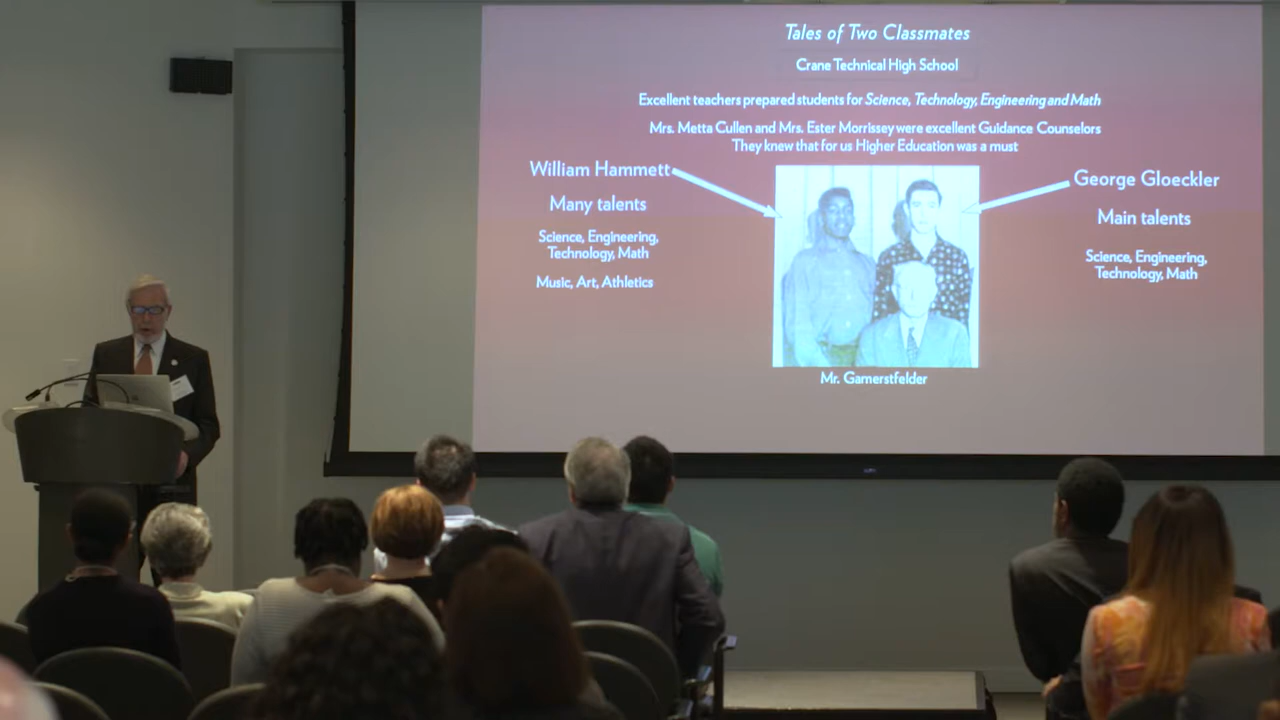 Tales of Two Classmates
Crane Technical High School
Excellent teachers prepared students for Science, Technology, Engineering and Math
Mrs. Metta Cullen and Mrs. Ester Morrissey were excellent Guidance Counselors
They knew that for us Higher Education was a must
William Hammett
Many talents
Science, Engineering,
Technology, Math
Music, Art, Athletics
George Gloeckler
Main talents
Science, Engineering,
Technology, Math
Mr. Gamerstfelder